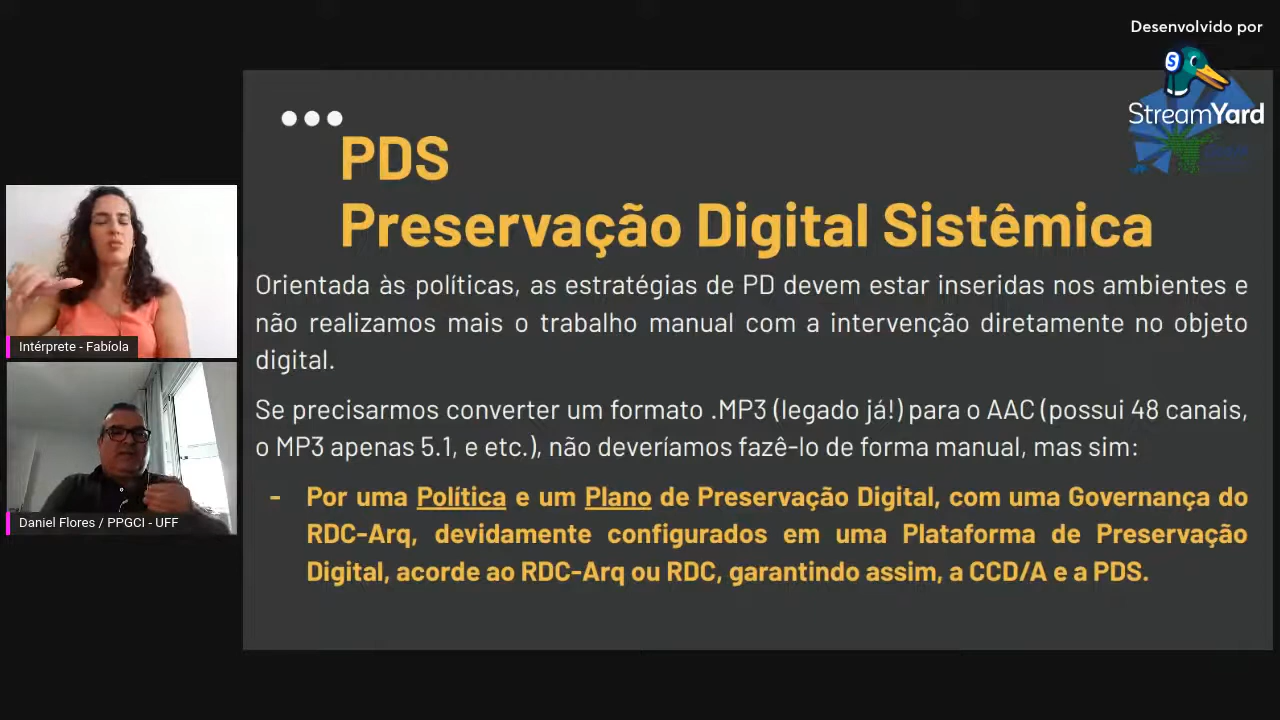 Desenvolvido por
StreamYard
PDS
Preservação Digital Sistêmica
Orientada às políticas, as estratégias de PD devem estar inseridas nos ambientes e
não realizamos mais o trabalho manual com a intervenção diretamente no objeto
digital.
Se precisarmos converter um formato .MP3 (legado já!) para o AAC (possui 48 canais,
o MP3 apenas 5.1, e etc.), não deveríamos fazê-lo de forma manual, mas sim:
- Por uma Política e um Plano de Preservação Digital, com uma Governança do
RDC-Arq, devidamente configurados em uma Plataforma de Preservação
Digital, acorde ao RDC-Arq ou RDC, garantindo assim, a CCD/A e a PDS.
Intérprete - Fabíola
Daniel Flores / PPGCI - UFF